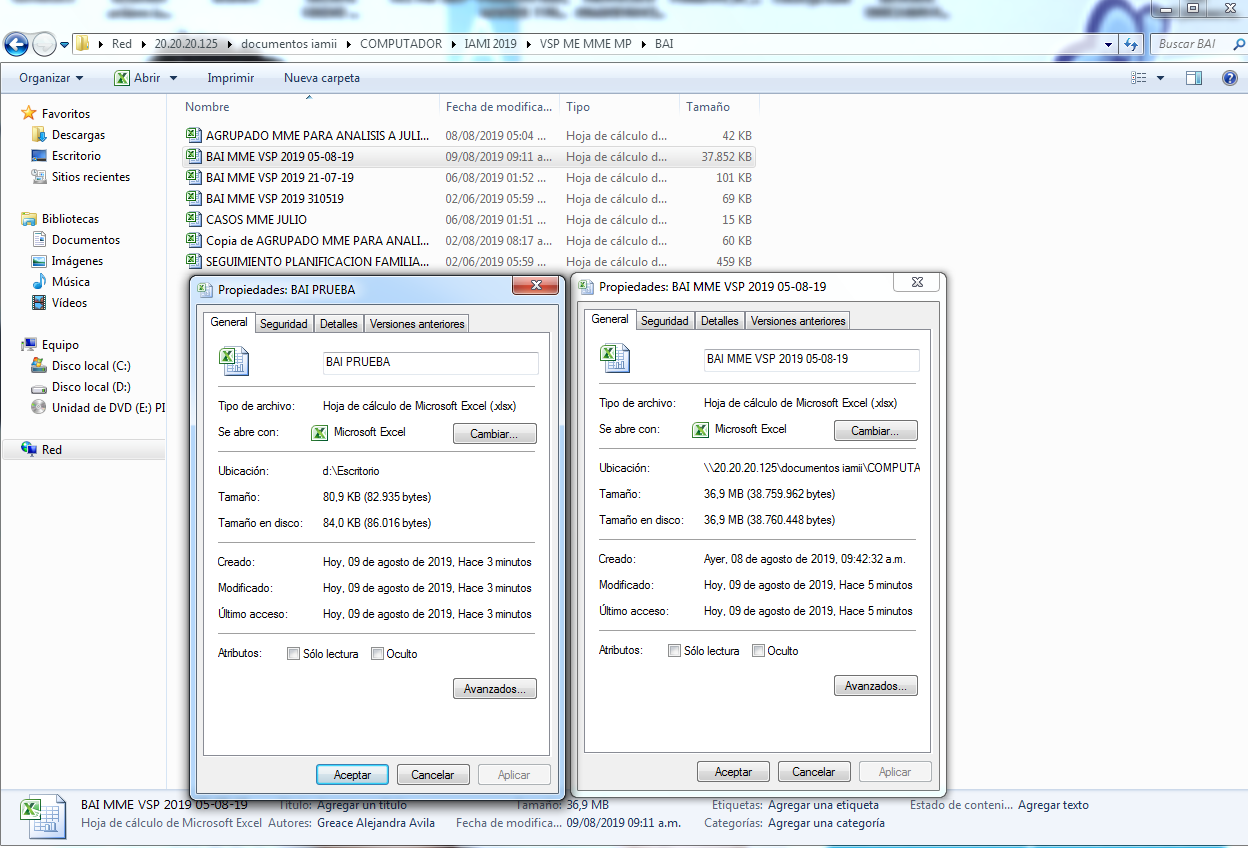 Red ▸ 20.20.20.125 ▸ documentos iamii ▸ COMPUTADOR ▸ IAMI 2019 ▸ VSP ME MME MP ▸ BAI
Buscar BAI
Organizar Abrir Imprimir Nueva carpeta
Nombre Fecha de modifica... Tipo Tamaño
AGRUPADO MME PARA ANALISIS A JULI... 08/08/2019 05:04 ... Hoja de cálculo d... 42 KB
BAI MME VSP 2019 05-08-19 09/08/2019 09:11 a... Hoja de cálculo d... 37.852 KB
BAI MME VSP 2019 21-07-19 06/08/2019 01:52 ... Hoja de cálculo d... 101 KB
BAI MME VSP 2019 310519 02/06/2019 05:59 ... Hoja de cálculo d... 69 KB
CASOS MME JULIO 06/08/2019 01:51 ... Hoja de cálculo d... 15 KB
Copia de AGRUPADO MME PARA ANALI... 02/08/2019 08:17 a... Hoja de cálculo d... 60 KB
SEGUIMIENTO PLANIFICACION FAMILIA... 02/06/2019 05:59 ... Hoja de cálculo d... 459 KB
Favoritos
Descargas
Escritorio
Sitios recientes
Bibliotecas
Documentos
Imágenes
Música
Vídeos
Equipo
Disco local (C:)
Disco local (D:)
Unidad de DVD (E:) PI
Red
Propiedades: BAI PRUEBA
General Seguridad Detalles Versiones anteriores
BAI PRUEBA
Tipo de archivo: Hoja de cálculo de Microsoft Excel (.xlsx)
Se abre con: Microsoft Excel Cambiar...
Ubicación: d:\Escritorio
Tamaño: 80,9 KB (82.935 bytes)
Tamaño en disco: 84,0 KB (86.016 bytes)
Creado: Hoy, 09 de agosto de 2019, Hace 3 minutos
Modificado: Hoy, 09 de agosto de 2019, Hace 3 minutos
Último acceso: Hoy, 09 de agosto de 2019, Hace 3 minutos
Atributos: Sólo lectura Oculto
Avanzados...
Aceptar Cancelar Aplicar
Propiedades: BAI MME VSP 2019 05-08-19
General Seguridad Detalles Versiones anteriores
BAI MME VSP 2019 05-08-19
Tipo de archivo: Hoja de cálculo de Microsoft Excel (.xlsx)
Se abre con: Microsoft Excel Cambiar...
Ubicación: \\20.20.20.125\documentos iamii\COMPUTA
Tamaño: 36,9 MB (38.759.962 bytes)
Tamaño en disco: 36,9 MB (38.760.448 bytes)
Creado: Ayer, 08 de agosto de 2019, 09:42:32 a.m.
Modificado: Hoy, 09 de agosto de 2019, Hace 5 minutos
Último acceso: Hoy, 09 de agosto de 2019, Hace 5 minutos
Atributos: Sólo lectura Oculto
Avanzados...
Aceptar Cancelar Aplicar
BAI MME VSP 2019 05-08-19 Título: Agregar un título Tamaño: 36,9 MB Etiquetas: Agregar una etiqueta Estado de conteni... Agregar texto
Hoja de cálculo de Microsoft Excel Autores: Greace Alejandra Avila Fecha de modifica... 09/08/2019 09:11 a.m. Categorías: Agregar una categoría